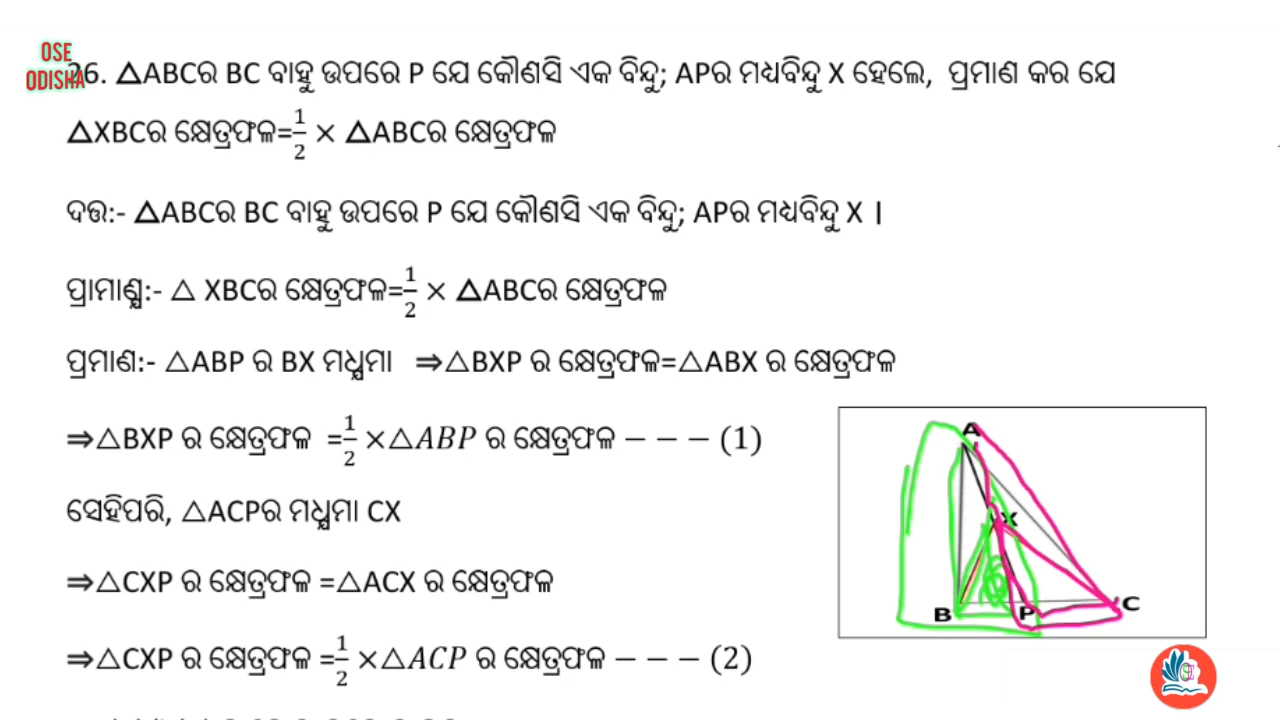 OSE
ODISHA
26. △ABCର BC ବାହୁ ଉପରେ P ଯେ କୌଣସି ଏକ ବିନ୍ଦୁ; APର ମଧ୍ୟବିନ୍ଦୁ X ହେଲେ, ପ୍ରମାଣ କର ଯେ
△XBCର କ୍ଷେତ୍ରଫଳ=1/2 × △ABCର କ୍ଷେତ୍ରଫଳ
ଦତ୍ତ:- △ABCର BC ବାହୁ ଉପରେ P ଯେ କୌଣସି ଏକ ବିନ୍ଦୁ; APର ମଧ୍ୟବିନ୍ଦୁ X ।
ପ୍ରାମାଣ୍ଯ:- △ XBCର କ୍ଷେତ୍ରଫଳ=1/2 × △ABCର କ୍ଷେତ୍ରଫଳ
ପ୍ରମାଣ:- △ABP ର BX ମଧ୍ଯମା ⇒△BXP ର କ୍ଷେତ୍ରଫଳ=△ABX ର କ୍ଷେତ୍ରଫଳ
⇒△BXP ର କ୍ଷେତ୍ରଫଳ =1/2 ×△ABP ର କ୍ଷେତ୍ରଫଳ − − − (1)
ସେହିପରି, △ACPର ମଧ୍ଯମା CX
⇒△CXP ର କ୍ଷେତ୍ରଫଳ =△ACX ର କ୍ଷେତ୍ରଫଳ
⇒△CXP ର କ୍ଷେତ୍ରଫଳ =1/2 ×△ACP ର କ୍ଷେତ୍ରଫଳ − − − (2)
A
X
B
P
C